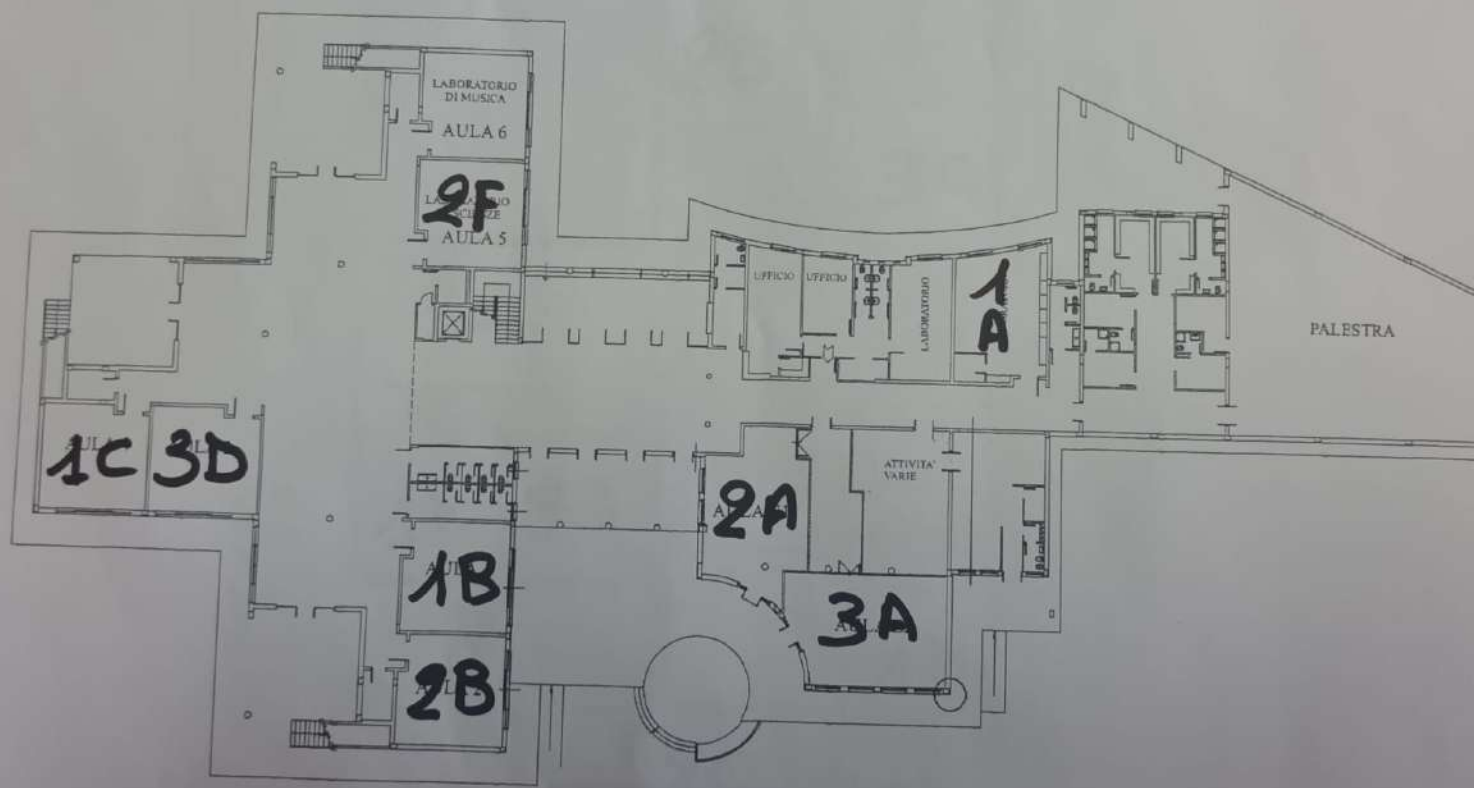 LABORATORIO
DI MUSICA
AULA 6
2F
AULA 5
UFFICIO
UFFICIO
LABORATORIO
1
A
PALESTRA
1C
3D
ATTIVITA'
VARIE
2A
1B
3A
2B